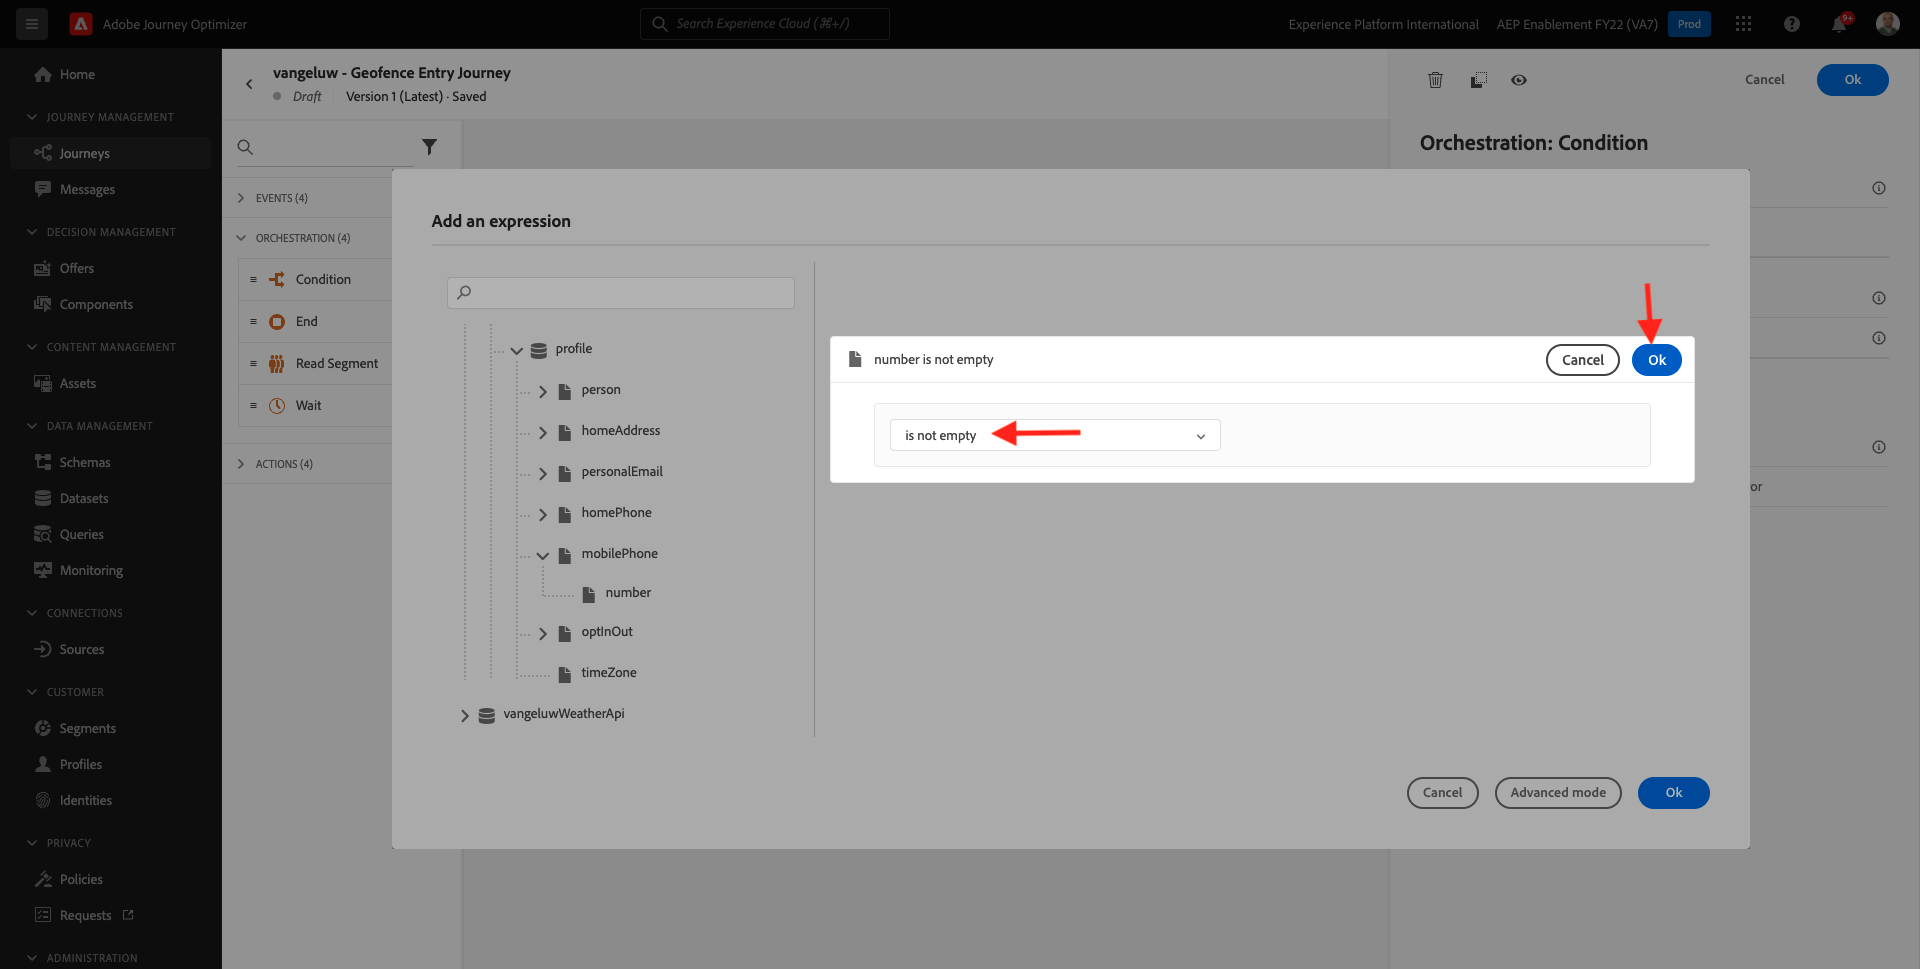 Adobe Journey Optimizer
Search Experience Cloud (⌘+/)
Experience Platform International
AEP Enablement FY22 (VA7)
Prod
9+
Home
JOURNEY MANAGEMENT
Journeys
Messages
DECISION MANAGEMENT
Offers
Components
CONTENT MANAGEMENT
Assets
DATA MANAGEMENT
Schemas
Datasets
Queries
Monitoring
CONNECTIONS
Sources
CUSTOMER
Segments
Profiles
Identities
PRIVACY
Policies
Requests
ADMINISTRATION
vangeluw - Geofence Entry Journey
Draft
Version 1 (Latest) · Saved
EVENTS (4)
ORCHESTRATION (4)
Condition
End
Read Segment
Wait
ACTIONS (4)
Cancel
Ok
Orchestration: Condition
or
Add an expression
profile
person
homeAddress
personalEmail
homePhone
mobilePhone
number
optInOut
timeZone
vangeluwWeatherApi
number is not empty
Cancel
Ok
is not empty
Cancel
Advanced mode
Ok